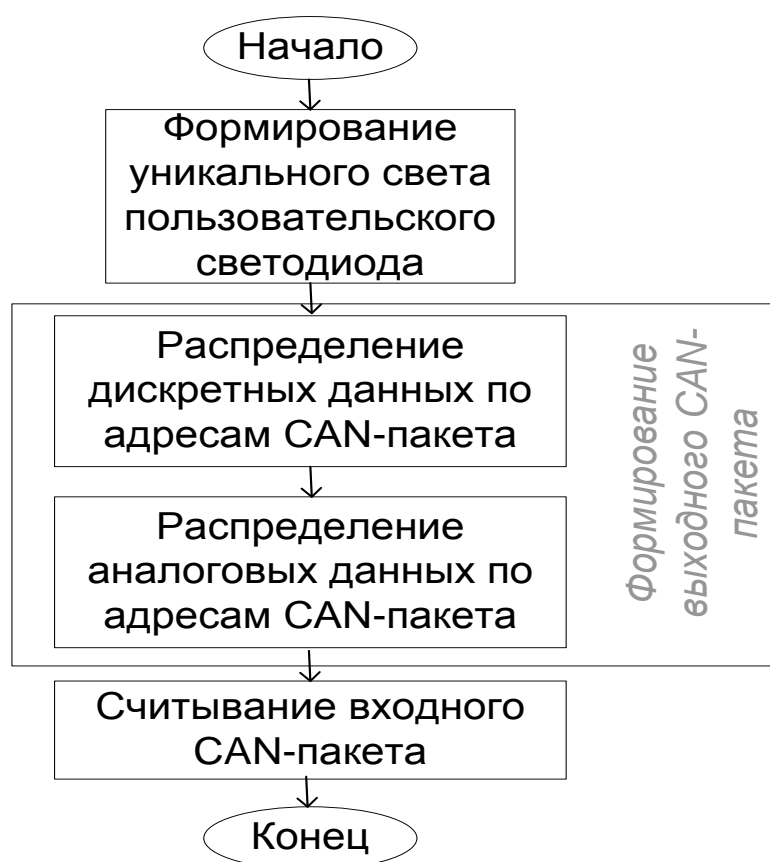 Начало
Формирование
уникального света
пользовательского
светодиода
Распределение
дискретных данных по
адресам CAN-пакета
Распределение
аналоговых данных по
адресам CAN-пакета
Формирование
выходного CAN-
пакета
Считывание входного
CAN-пакета
Конец